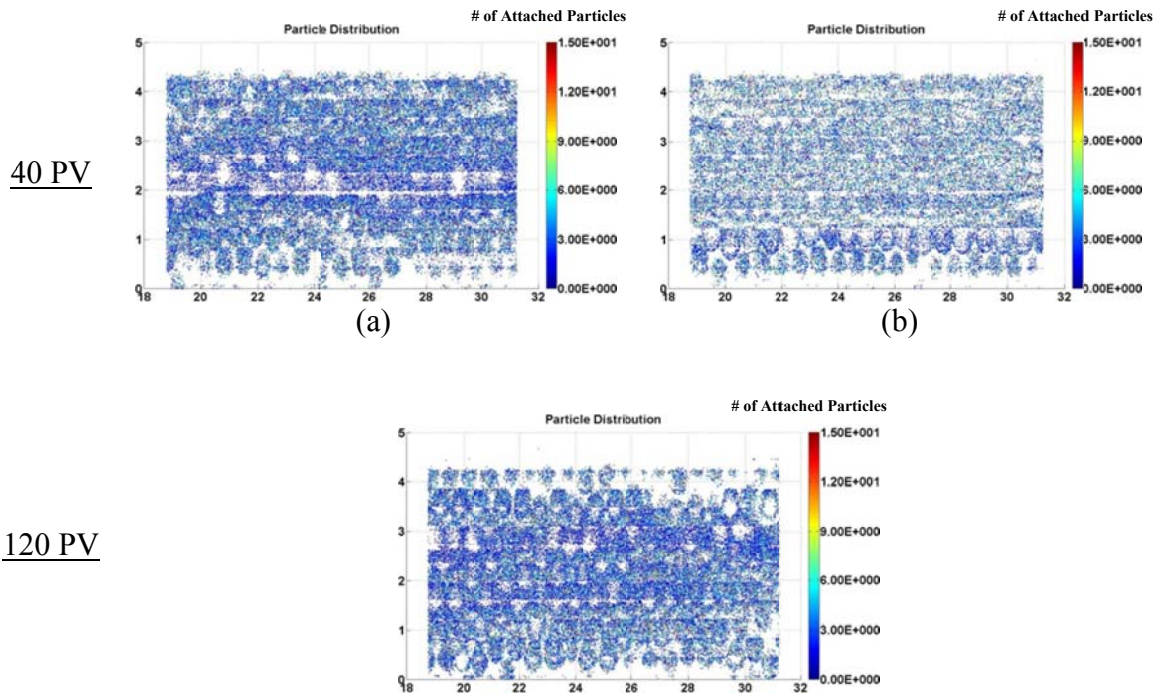 # of Attached Particles
Particle Distribution
1.50E+001
1.20E+001
9.00E+000
6.00E+000
3.00E+000
0.00E+000
5
4
3
2
1
0
18 20 22 24 26 28 30 32
(a)
# of Attached Particles
Particle Distribution
1.50E+001
1.20E+001
9.00E+000
6.00E+000
3.00E+000
0.00E+000
5
4
3
2
1
0
18 20 22 24 26 28 30 32
(b)
40 PV
# of Attached Particles
Particle Distribution
1.50E+001
1.20E+001
9.00E+000
6.00E+000
3.00E+000
0.00E+000
5
4
3
2
1
0
18 20 22 24 26 28 30 32
120 PV